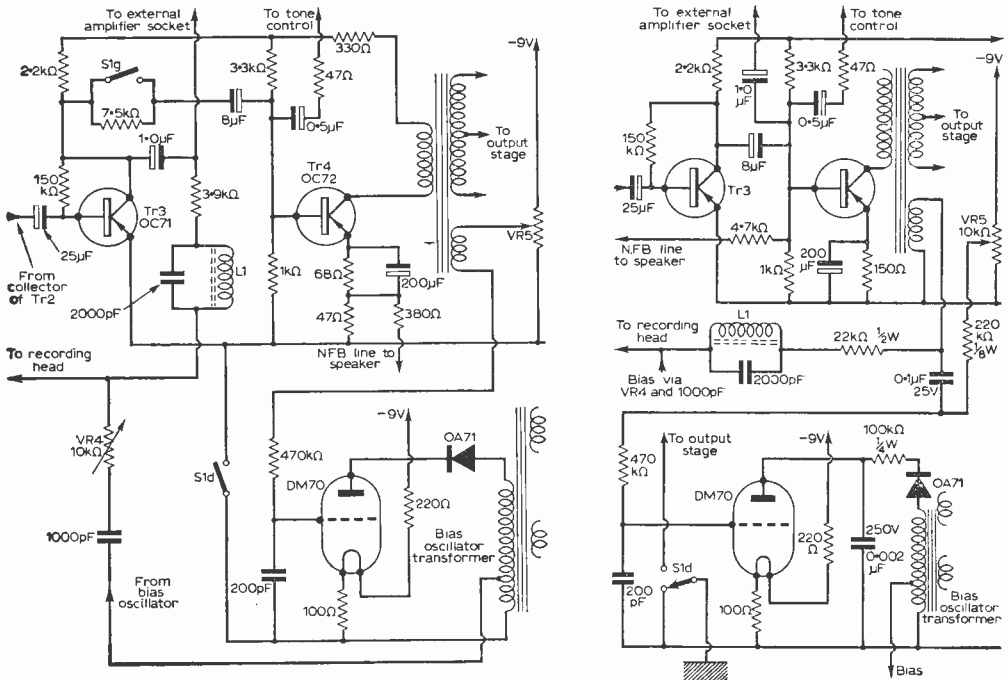 To external
amplifier socket
To tone
control
330Ω
-9V
2·2kΩ
S1g
3·3kΩ
47Ω
7·5kΩ
8μF
0·5μF
1·0μF
To
output
stage
150
kΩ
3·9kΩ
Tr4
OC72
Tr3
OC71
25μF
VR5
From
collector
of Tr2
L1
2000pF
1kΩ
68Ω
200μF
47Ω
380Ω
NFB line to
speaker
To recording
head
VR4
10kΩ
-9V
OA71
470kΩ
S1d
DM70
220Ω
Bias
oscillator
transformer
1000pF
200pF
100Ω
From
bias
oscillator
To external
amplifier socket
To tone
control
-9V
2·2kΩ
3·3kΩ
47Ω
1·0
μF
0·5μF
150
kΩ
8μF
To
output
stage
Tr3
25μF
4·7kΩ
VR5
10kΩ
NFB line
to speaker
1kΩ
200
μF
150Ω
To recording
head
L1
22kΩ ½W
220
kΩ
⅛W
2000pF
Bias via
VR4 and 1000pF
0·1μF
25V
To output
stage
-9V
100kΩ
¼W
470
kΩ
DM70
OA71
220
Ω
250V
0·002
μF
200
pF
S1d
100Ω
Bias
oscillator
transformer
Bias